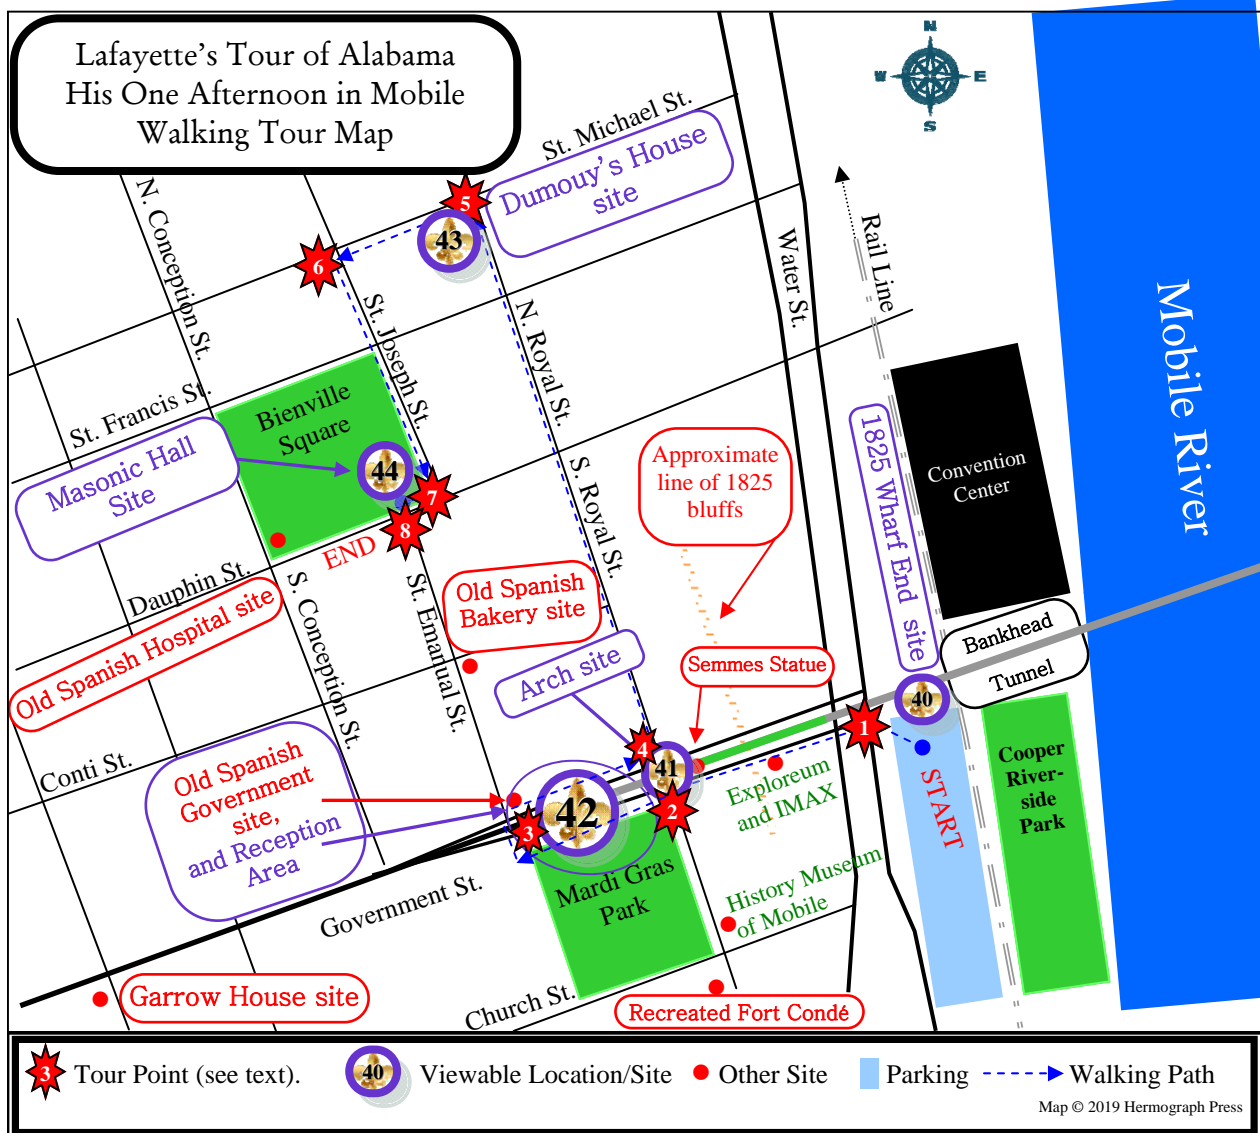 Lafayette’s Tour of Alabama
His One Afternoon in Mobile
Walking Tour Map
N
W
E
S
St. Michael St.
Dumouy’s House
site
5
43
6
N. Conception St.
St. Joseph St.
N. Royal St.
Water St.
Rail Line
Mobile River
St. Francis St.
Bienville
Square
Masonic Hall
Site
44
7
8
END
Approximate
line of 1825
bluffs
S. Royal St.
1825 Wharf End site
Convention
Center
Dauphin St.
Old Spanish Hospital site
S. Conception St.
St. Emanual St.
Old Spanish
Bakery site
Arch site
Semmes Statue
Bankhead
Tunnel
40
1
START
Cooper
River-
side
Park
Conti St.
Old Spanish
Government
site,
and Reception
Area
4
41
42
3
2
Exploreum
and IMAX
Mardi Gras
Park
History Museum
of Mobile
Government St.
Church St.
Garrow House site
Recreated Fort Condé
3
Tour Point (see text).
40
Viewable Location/Site
Other Site
Parking
Walking Path
Map © 2019 Hermograph Press